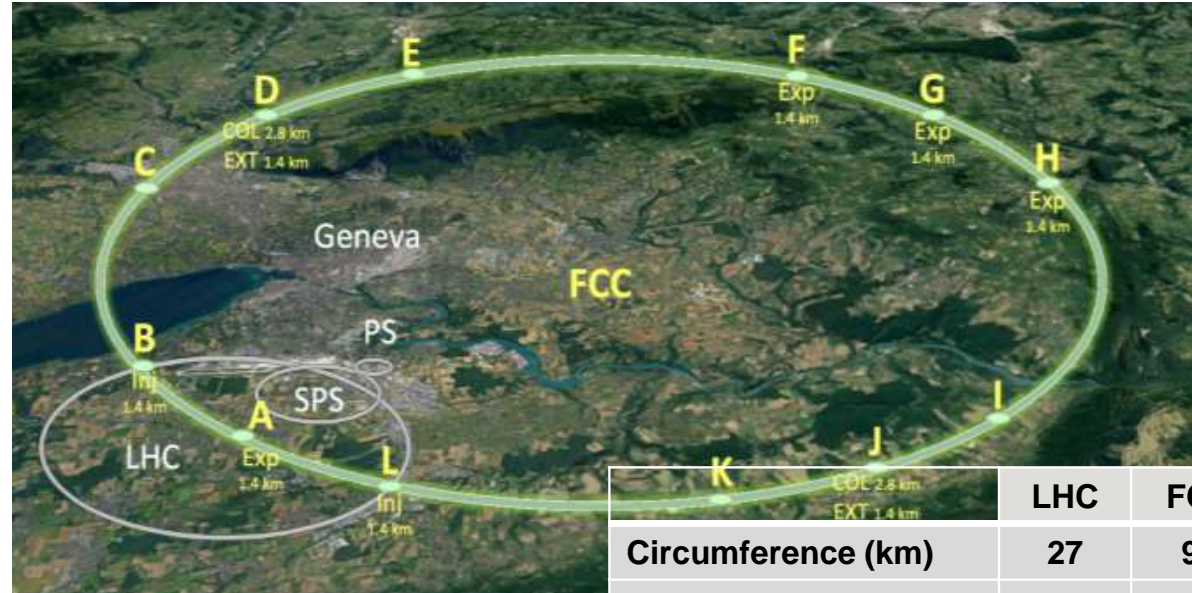 E
F
Exp
1.4 km
D
COL 2.8 km
EXT 1.4 km
G
Exp
1.4 km
C
H
Exp
1.4 km
Geneva
FCC
B
Inj
1.4 km
PS
SPS
A
Exp
1.4 km
LHC
L
Inj
1.4 km
I
J
COL 2.8 km
EXT 1.4 km
K
LHC
Circumference (km) 27